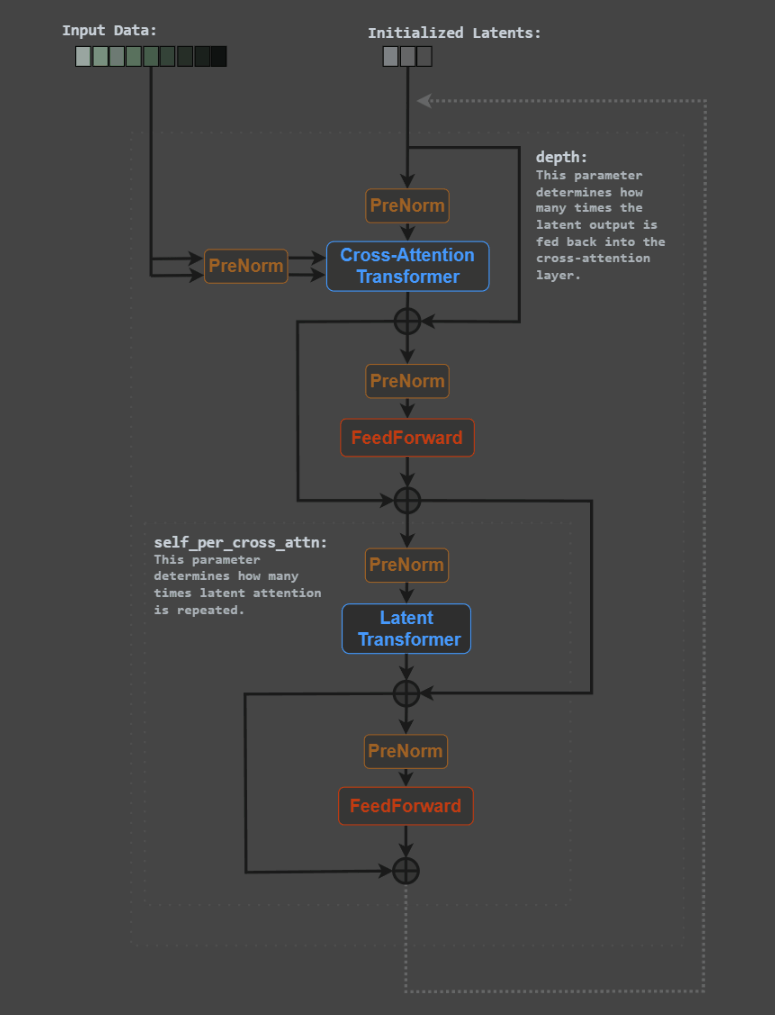 Input Data:
Initialized Latents:
depth:
This parameter
determines how
many times the
latent output is
fed back into the
cross-attention
layer.
PreNorm
PreNorm
Cross-Attention
Transformer
PreNorm
FeedForward
self_per_cross_attn:
This parameter
determines how many
times latent attention
is repeated.
PreNorm
Latent
Transformer
PreNorm
FeedForward